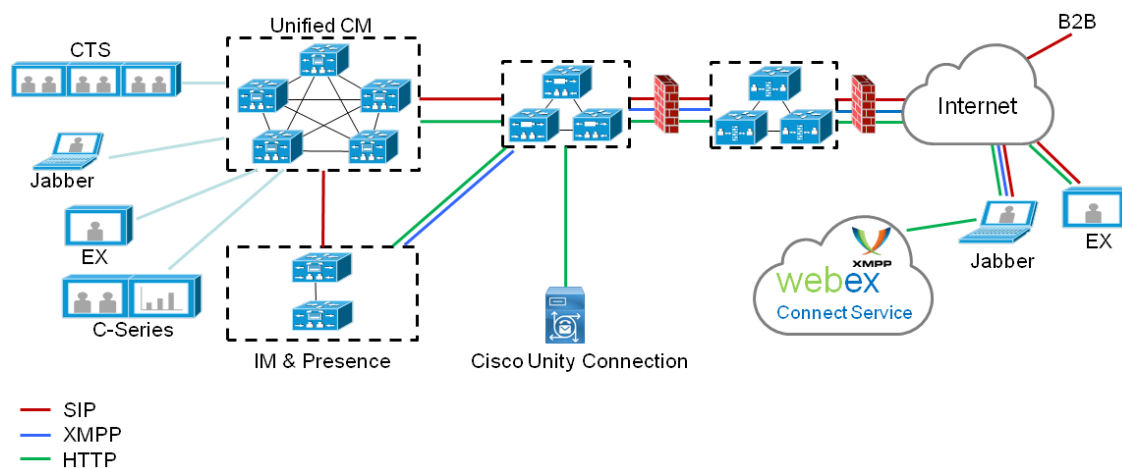 Unified CM
B2B
CTS
Internet
Jabber
EX
EX
Jabber
XMPP
webex
Connect Service
C-Series
IM & Presence
Cisco Unity Connection
SIP
XMPP
HTTP